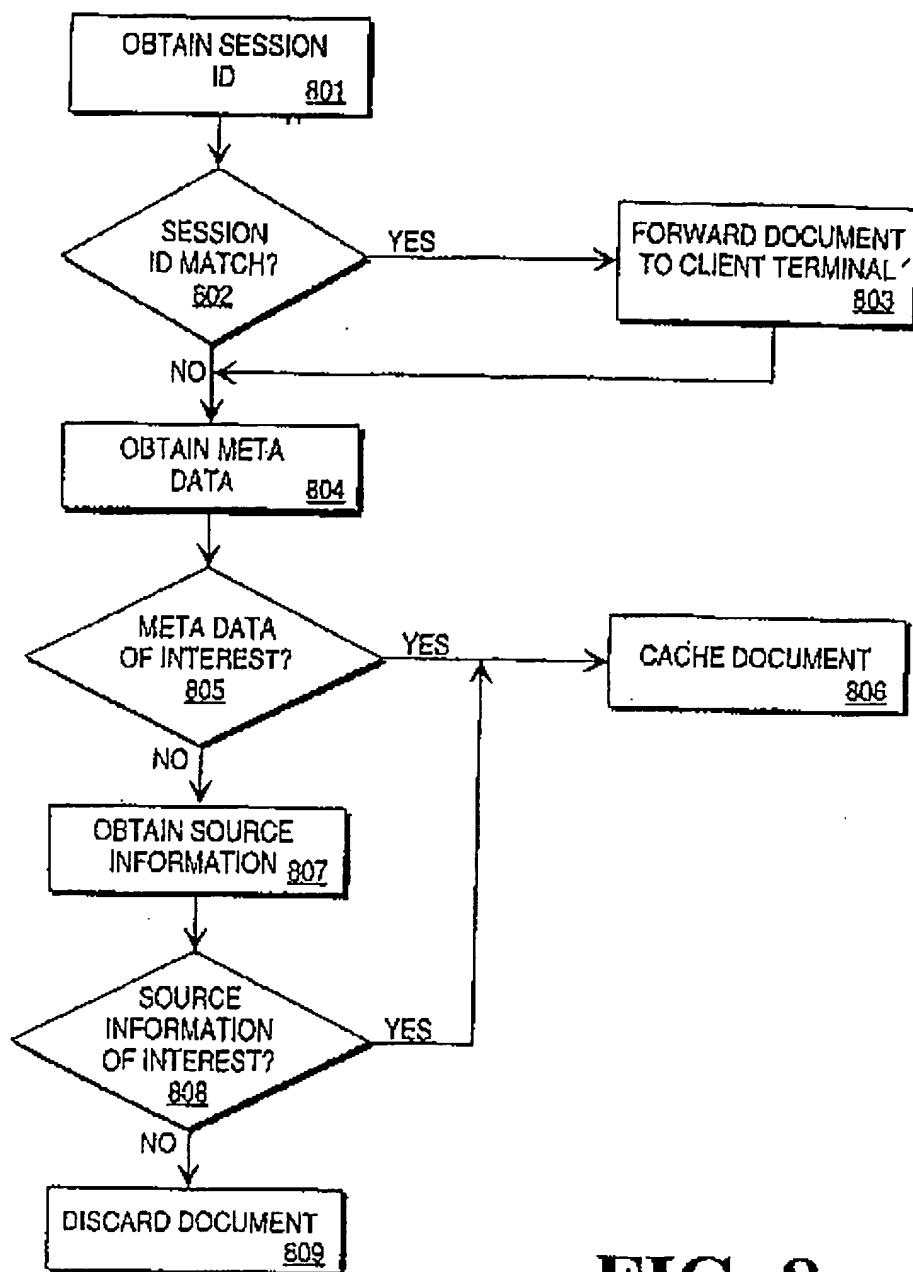 OBTAIN SESSION
ID
801
SESSION
ID MATCH?
802
YES
FORWARD DOCUMENT
TO CLIENT TERMINAL
803
NO
OBTAIN META
DATA
804
META DATA
OF INTEREST?
805
YES
CACHE DOCUMENT
806
NO
OBTAIN SOURCE
INFORMATION
807
SOURCE
INFORMATION
OF INTEREST?
808
YES
NO
DISCARD DOCUMENT
809
FIG. 8